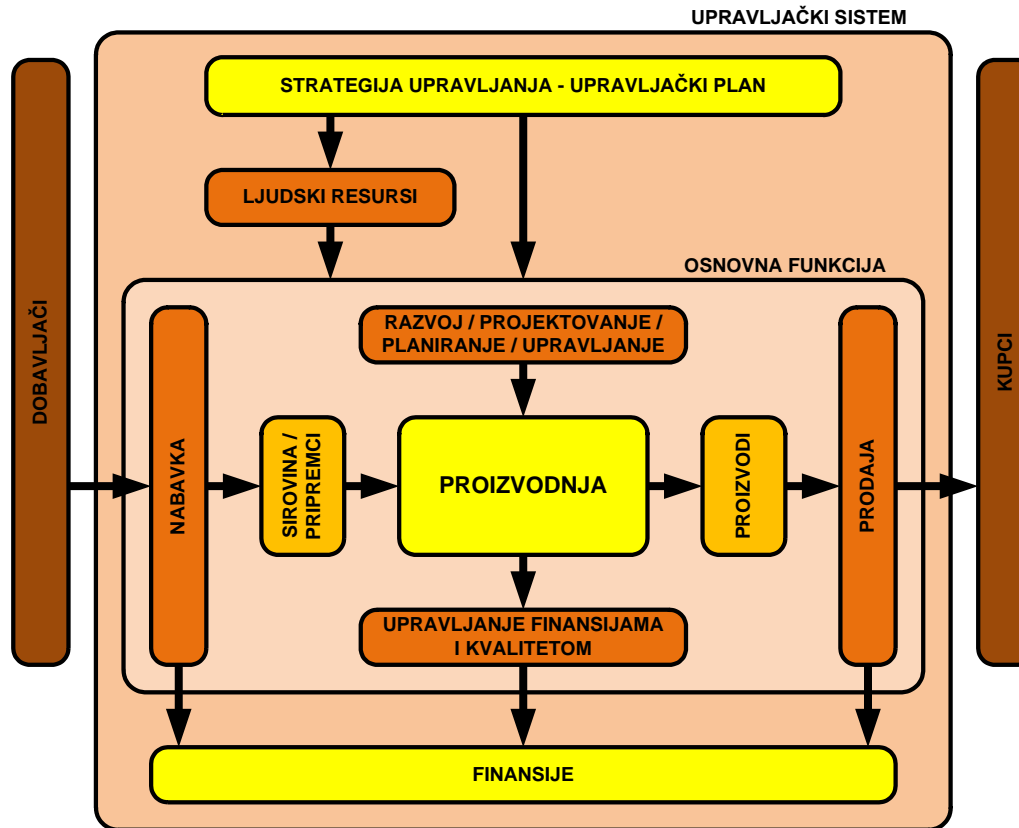 UPRAVLJAČKI SISTEM
STRATEGIJA UPRAVLJANJA - UPRAVLJAČKI PLAN
LJUDSKI RESURSI
OSNOVNA FUNKCIJA
DOBAVLJAČI
NABAVKA
SIROVINA /
PRIPREMCI
RAZVOJ / PROJEKTOVANJE /
PLANIRANJE / UPRAVLJANJE
PROIZVODNJA
PROIZVODI
PRODAJA
KUPCI
UPRAVLJANJE FINANSIJAMA
I KVALITETOM
FINANSIJE